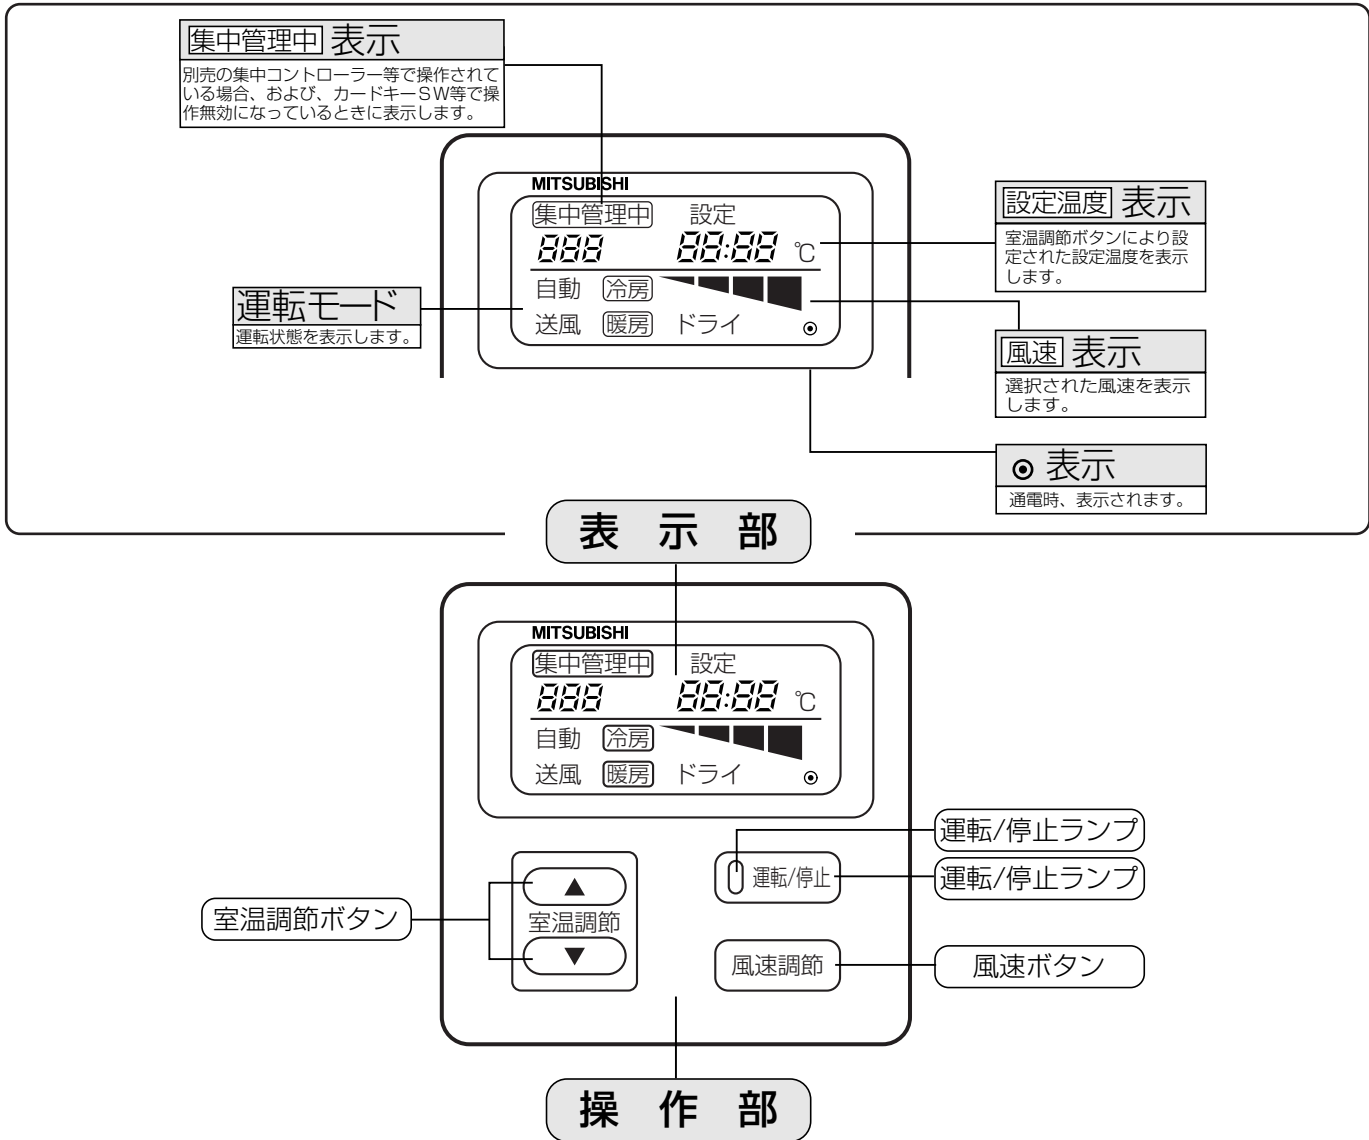 集中管理中 表示
別売の集中コントローラー等で操作されて
いる場合、および、カードキーSW等で操
作無効になっているときに表示します。
MITSUBISHI
集中管理中 設定
888 88:88 ℃
自動 冷房
送風 暖房 ドライ
運転モード
運転状態を表示します。
設定温度 表示
室温調節ボタンにより設
定された設定温度を表示
します。
風速 表示
選択された風速を表示
します。
⦿ 表示
通電時、表示されます。
表 示 部
MITSUBISHI
集中管理中 設定
888 88:88 ℃
自動 冷房
送風 暖房 ドライ
運転/停止ランプ
運転/停止
運転/停止ランプ
▲
室温調節
▼
室温調節ボタン
風速調節
風速ボタン
操 作 部